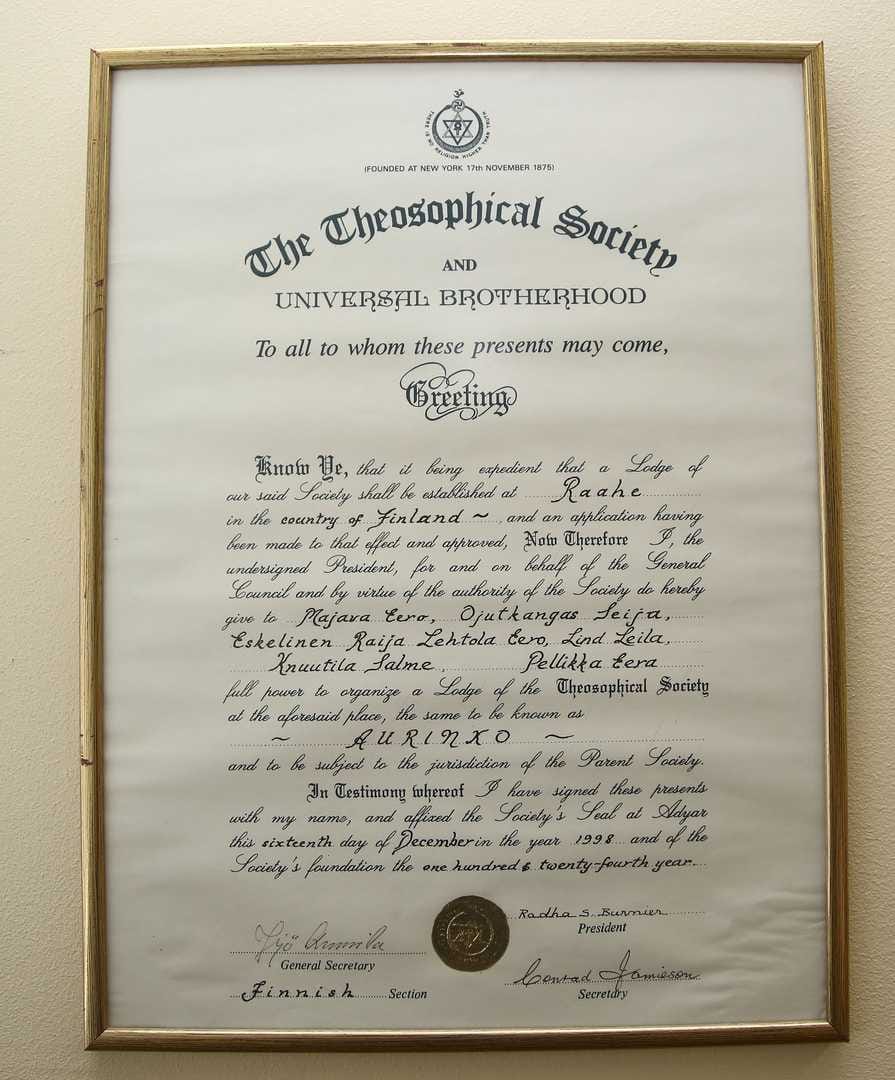 ॐ
THERE IS NO RELIGION HIGHER THAN TRUTH
(FOUNDED AT NEW YORK 17th NOVEMBER 1875)
The Theosophical Society
AND
UNIVERSAL BROTHERHOOD
To all to whom these presents may come,
Greeting
Know Ye, that it being expedient that a Lodge of
our said Society shall be established at Raahe
in the country of Finland ~ and an application having
been made to that effect and approved, Now Therefore I, the
undersigned President, for and on behalf of the General
Council and by virtue of the authority of the Society do hereby
give to Majava Eero, Ojutkangas Seija,
Eskelinen Raija Lehtola Eero, Lind Leila,
Knuutila Salme, Pellikka Eera
full power to organize a Lodge of the Theosophical Society
at the aforesaid place, the same to be known as
~ AURINKO ~
and to be subject to the jurisdiction of the Parent Society.
In Testimony whereof I have signed these presents
with my name, and affixed the Society's Seal at Adyar
this sixteenth day of December in the year 1998 and of the
Society's foundation the one hundred & twenty-fourth year.
Radha S. Burnier
President
General Secretary
Conrad Jamieson
Finnish Section
Secretary